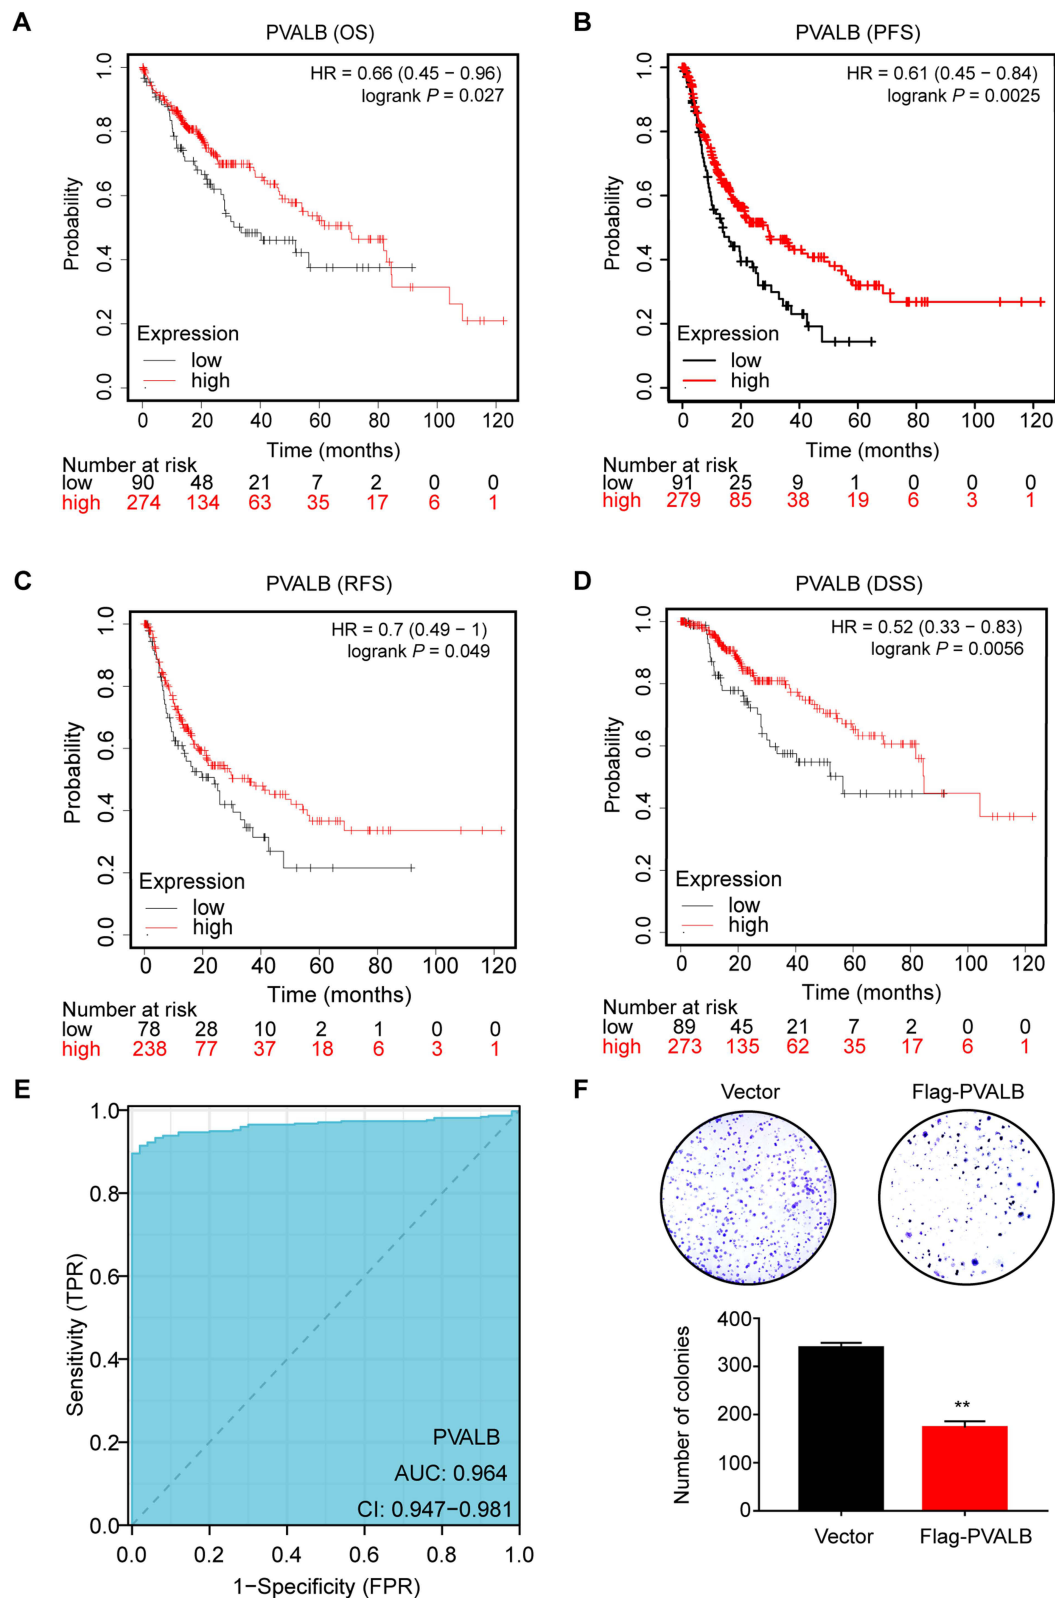 A
PVALB (OS)
HR = 0.66 (0.45 − 0.96)
logrank P = 0.027
Probability
1.0
0.8
0.6
0.4
0.2
0.0
Expression
low
high
0 20 40 60 80 100 120
Time (months)
Number at risk
low 90 48 21 7 2 0 0
high 274 134 63 35 17 6 1
B
PVALB (PFS)
HR = 0.61 (0.45 − 0.84)
logrank P = 0.0025
Probability
1.0
0.8
0.6
0.4
0.2
0.0
Expression
low
high
0 20 40 60 80 100 120
Time (months)
Number at risk
low 91 25 9 1 0 0 0
high 279 85 38 19 6 3 1
C
PVALB (RFS)
HR = 0.7 (0.49 − 1)
logrank P = 0.049
Probability
1.0
0.8
0.6
0.4
0.2
0.0
Expression
low
high
0 20 40 60 80 100 120
Time (months)
Number at risk
low 78 28 10 2 1 0 0
high 238 77 37 18 6 3 1
D
PVALB (DSS)
HR = 0.52 (0.33 − 0.83)
logrank P = 0.0056
Probability
1.0
0.8
0.6
0.4
0.2
0.0
Expression
low
high
0 20 40 60 80 100 120
Time (months)
Number at risk
low 89 45 21 7 2 0 0
high 273 135 62 35 17 6 1
E
Sensitivity (TPR)
1.0
0.8
0.6
0.4
0.2
0.0
PVALB
AUC: 0.964
CI: 0.947−0.981
0.0 0.2 0.4 0.6 0.8 1.0
1−Specificity (FPR)
F
Vector Flag-PVALB
Number of colonies
400
300
200
100
0
**
Vector Flag-PVALB